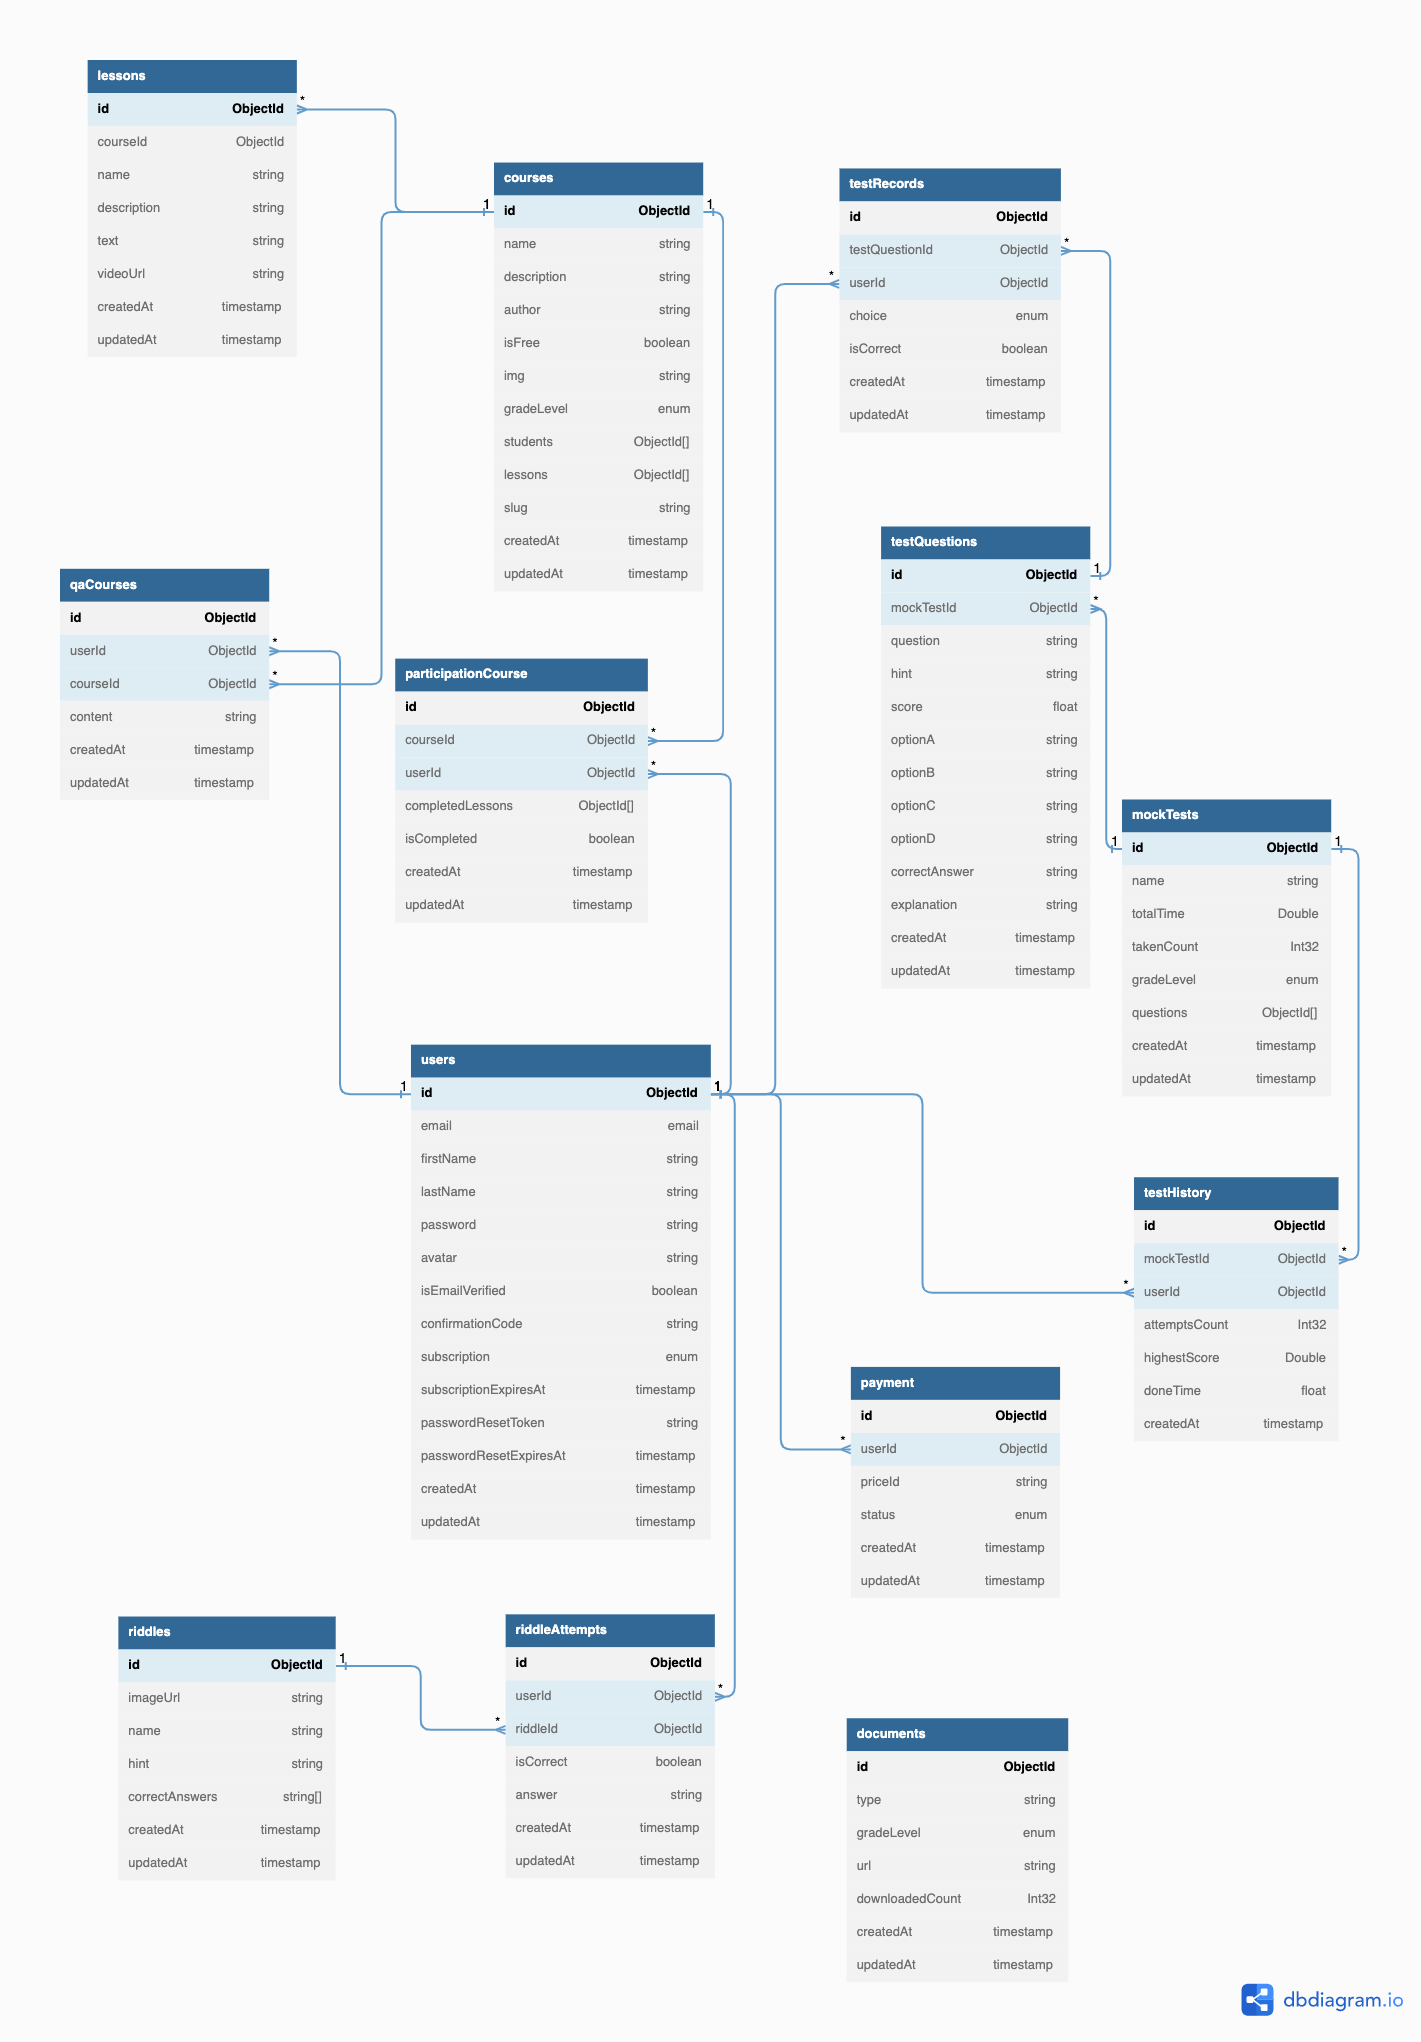 lessons
id ObjectId
courseId ObjectId
name string
description string
text string
videoUrl string
createdAt timestamp
updatedAt timestamp
*
1
courses
id ObjectId
name string
description string
author string
isFree boolean
img string
gradeLevel enum
students ObjectId[]
lessons ObjectId[]
slug string
createdAt timestamp
updatedAt timestamp
1
testRecords
id ObjectId
testQuestionId ObjectId
userId ObjectId
choice enum
isCorrect boolean
createdAt timestamp
updatedAt timestamp
*
*
testQuestions
id ObjectId
mockTestId ObjectId
question string
hint string
score float
optionA string
optionB string
optionC string
optionD string
correctAnswer string
explanation string
createdAt timestamp
updatedAt timestamp
1
*
qaCourses
id ObjectId
userId ObjectId
courseId ObjectId
content string
createdAt timestamp
updatedAt timestamp
*
*
participationCourse
id ObjectId
courseId ObjectId
userId ObjectId
completedLessons ObjectId[]
isCompleted boolean
createdAt timestamp
updatedAt timestamp
*
*
mockTests
id ObjectId
name string
totalTime Double
takenCount Int32
gradeLevel enum
questions ObjectId[]
createdAt timestamp
updatedAt timestamp
1
1
users
id ObjectId
email email
firstName string
lastName string
password string
avatar string
isEmailVerified boolean
confirmationCode string
subscription enum
subscriptionExpiresAt timestamp
passwordResetToken string
passwordResetExpiresAt timestamp
createdAt timestamp
updatedAt timestamp
1
1
testHistory
id ObjectId
mockTestId ObjectId
userId ObjectId
attemptsCount Int32
highestScore Double
doneTime float
createdAt timestamp
*
*
payment
id ObjectId
userId ObjectId
priceId string
status enum
createdAt timestamp
updatedAt timestamp
*
riddles
id ObjectId
imageUrl string
name string
hint string
correctAnswers string[]
createdAt timestamp
updatedAt timestamp
1
riddleAttempts
id ObjectId
userId ObjectId
riddleId ObjectId
isCorrect boolean
answer string
createdAt timestamp
updatedAt timestamp
*
*
documents
id ObjectId
type string
gradeLevel enum
url string
downloadedCount Int32
createdAt timestamp
updatedAt timestamp
dbdiagram.io